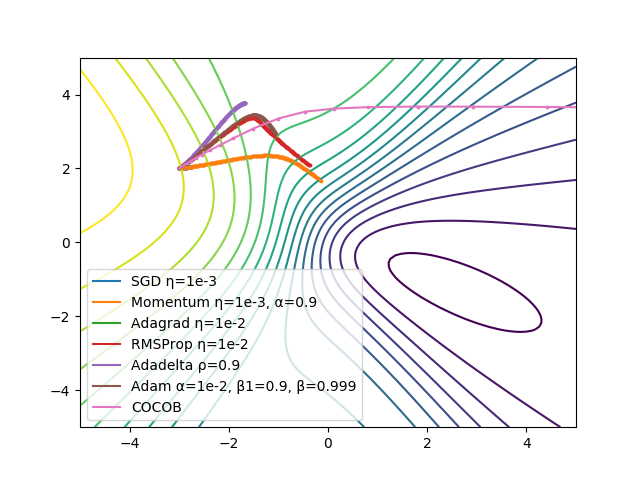 4
2
0
−2
−4
SGD η=1e-3
Momentum η=1e-3, α=0.9
Adagrad η=1e-2
RMSProp η=1e-2
Adadelta ρ=0.9
Adam α=1e-2, β1=0.9, β=0.999
COCOB
−4 −2 0 2 4